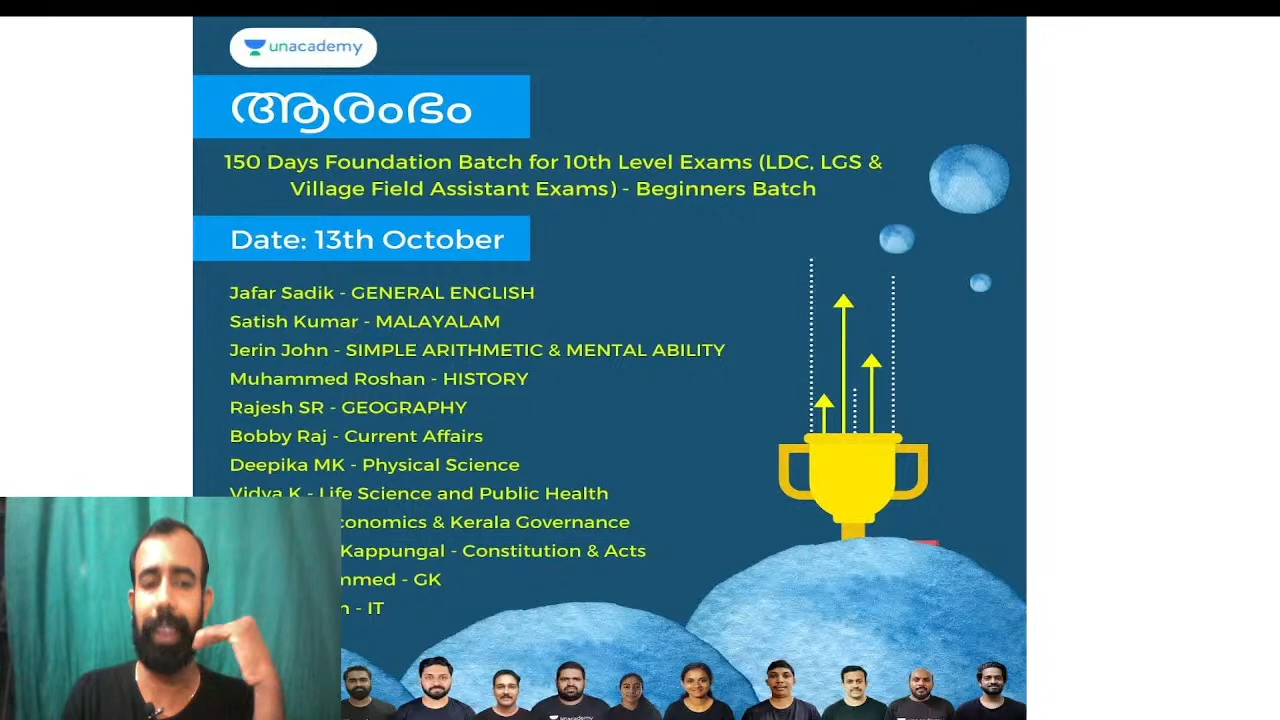 unacademy
ആരംഭം
150 Days Foundation Batch for 10th Level Exams (LDC, LGS &
Village Field Assistant Exams) - Beginners Batch
Date: 13th October
Jafar Sadik - GENERAL ENGLISH
Satish Kumar - MALAYALAM
Jerin John - SIMPLE ARITHMETIC & MENTAL ABILITY
Muhammed Roshan - HISTORY
Rajesh SR - GEOGRAPHY
Bobby Raj - Current Affairs
Deepika MK - Physical Science
Vidya K - Life Science and Public Health
conomics & Kerala Governance
Kappungal - Constitution & Acts
mmed - GK
- IT
unacademy